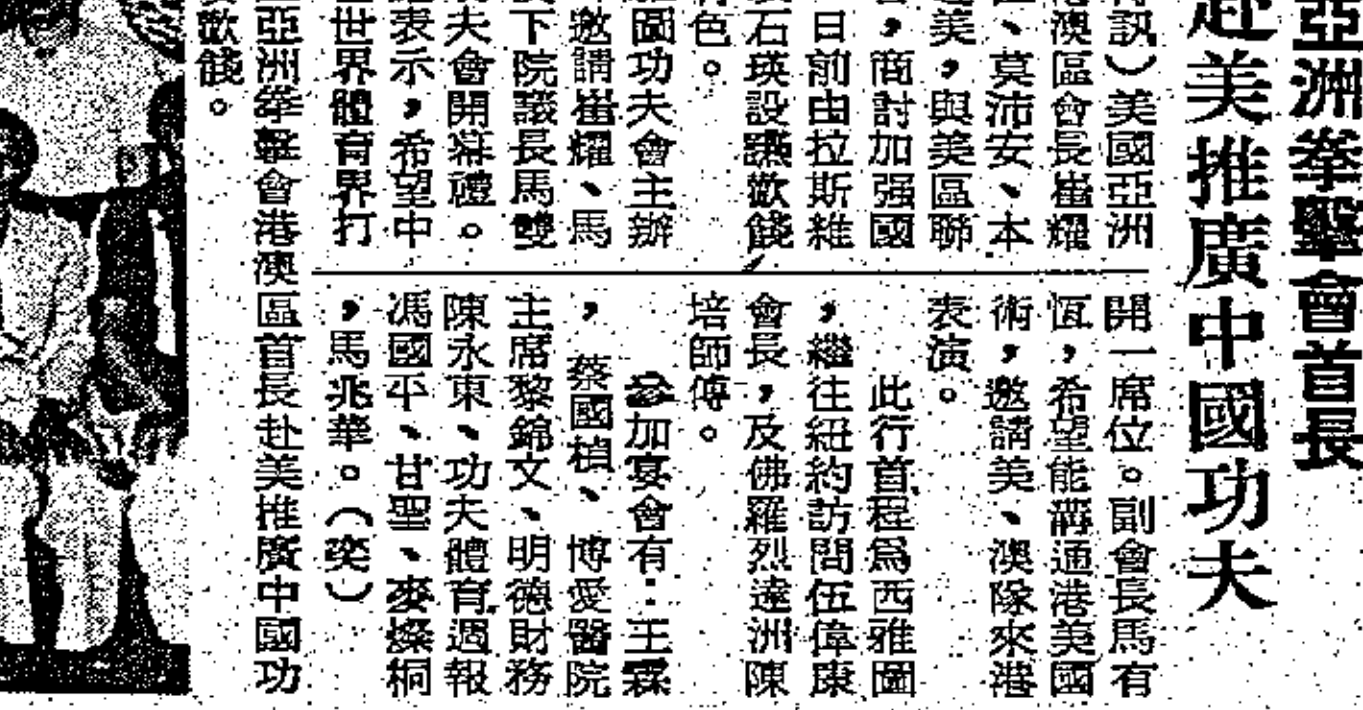 亞洲拳擊會首長
赴美推廣中國功夫
訊）美國亞洲
澳區會長崔耀
、莫沛安、本
美，與美區聯
，商討加强國
日前由拉斯維
石瑛設讌歡餞
色。
圖功夫會主辦
邀請崔耀、馬
下院議長馬雙
夫會開幕禮。
表示，希望中
世界體育界打
開一席位。副會長馬有
恆，希望能溝通港美國
術，邀請美、澳隊來港
表演。
此行首程爲西雅圖
，繼往紐約訪問伍偉康
會長，及佛羅烈達洲陳
培師傅。
參加宴會有：王霖
，蔡國楨、博愛醫院
主席黎錦文、明德財務
陳永東、功夫體育週報
馮國平、甘聖、麥燦桐
，馬兆華。（奕）
亞洲拳擊會港澳區首長赴美推廣中國功
歡餞。